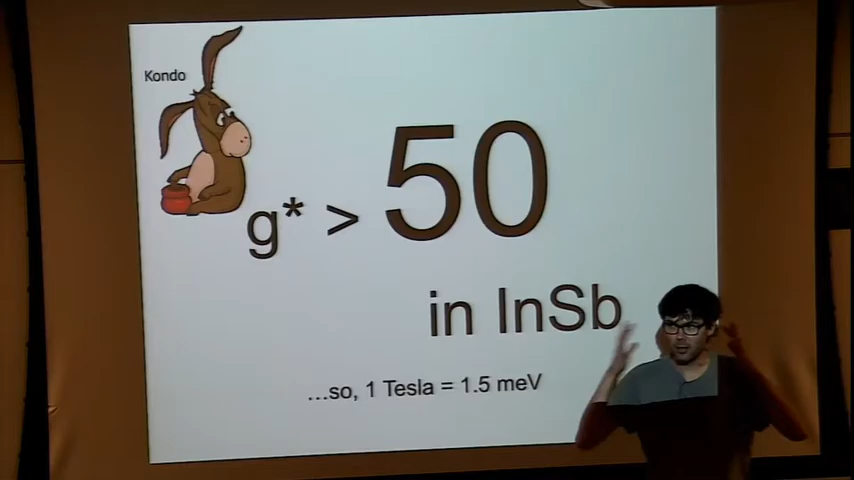 Kondo
g* > 50
in InSb
...so, 1 Tesla = 1.5 meV